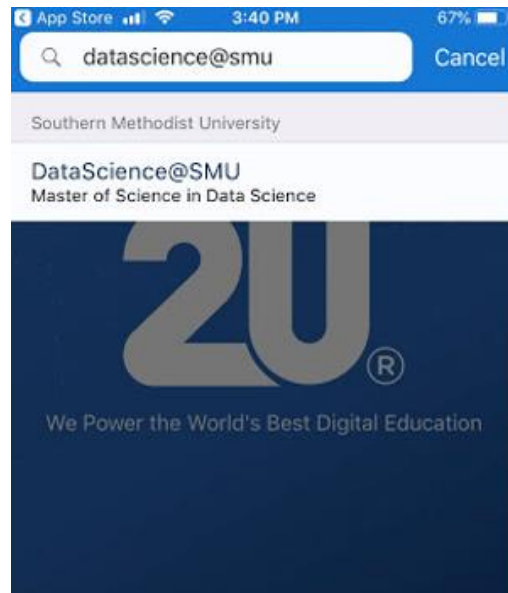 App Store 3:40 PM 67%
datascience@smu Cancel
Southern Methodist University
DataScience@SMU
Master of Science in Data Science
2U®
We Power the World's Best Digital Education